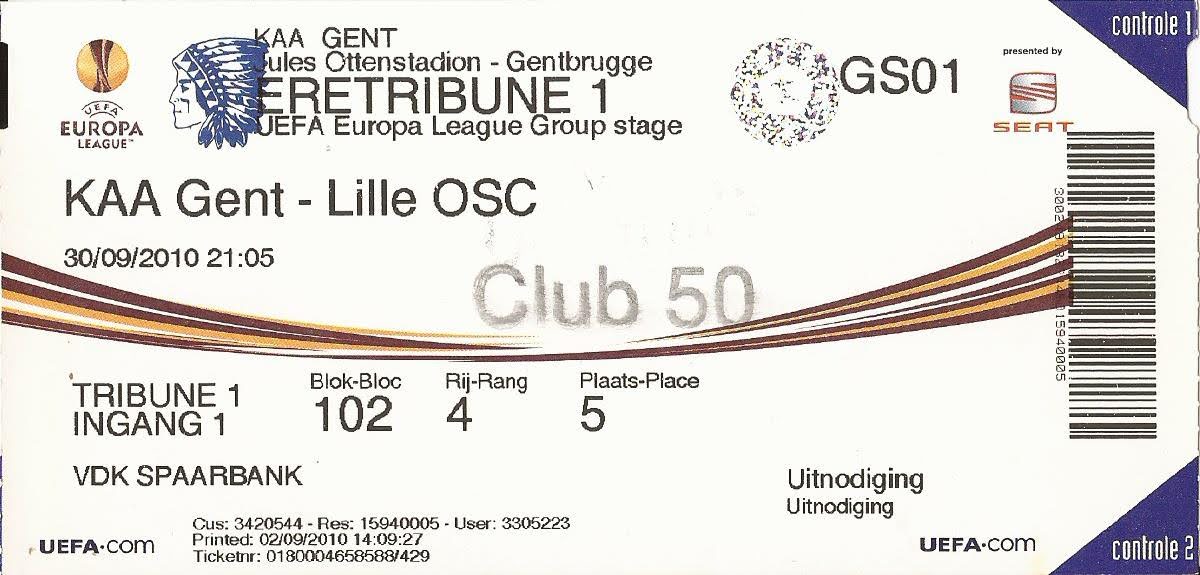 controle 1
UEFA
EUROPA
LEAGUE™
KAA GENT
Jules Ottenstadion - Gentbrugge
ERETRIBUNE 1
UEFA Europa League Group stage
GS01
presented by
SEAT
KAA Gent - Lille OSC
30/09/2010 21:05
Club 50
TRIBUNE 1
INGANG 1
Blok-Bloc
102
Rij-Rang
4
Plaats-Place
5
VDK SPAARBANK
Uitnodiging
Uitnodiging
Cus: 3420544 - Res: 15940005 - User: 3305223
Printed: 02/09/2010 14:09:27
Ticketnr: 0180004658588/429
UEFA.com
UEFA.com
controle 2